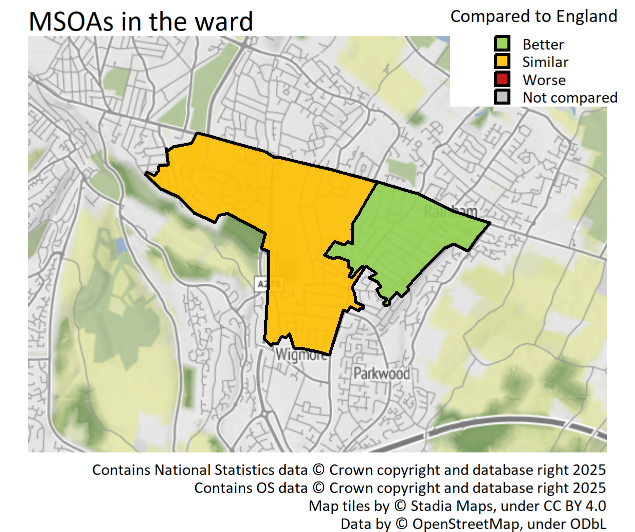 MSOAs in the ward
Compared to England
Better
Similar
Worse
Not compared
Rainham
Wigmore
Parkwood
Contains National Statistics data © Crown copyright and database right 2025
Contains OS data © Crown copyright and database right 2025
Map tiles by © Stadia Maps, under CC BY 4.0
Data by © OpenStreetMap, under ODbL